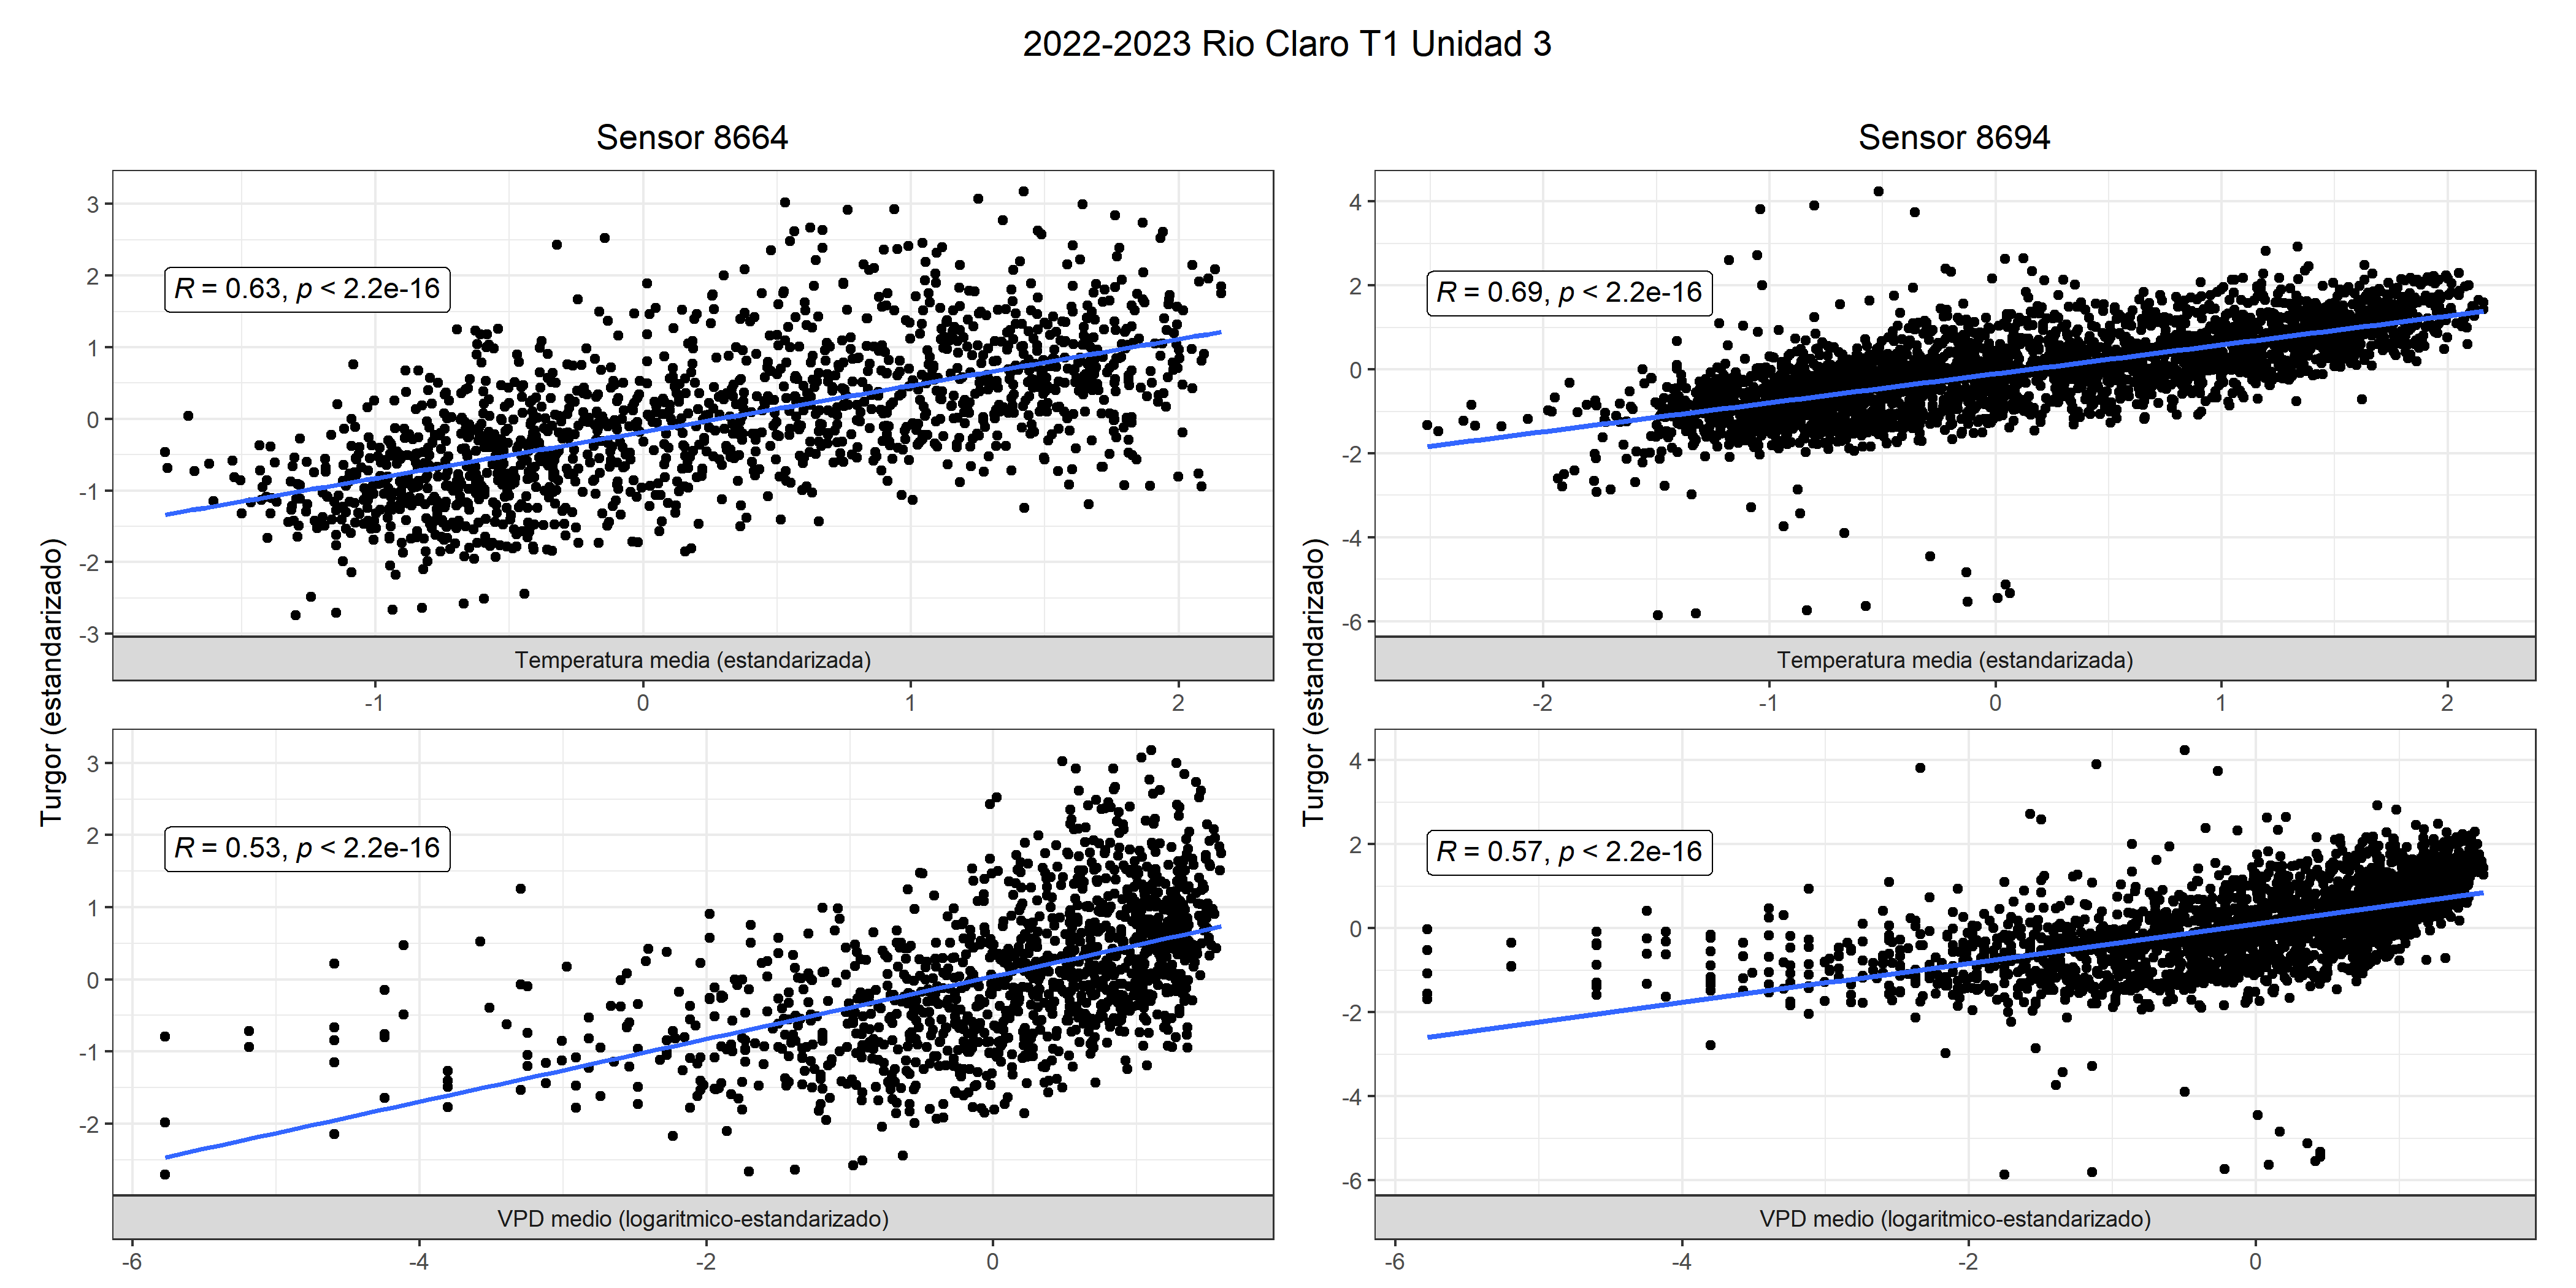 2022-2023 Rio Claro T1 Unidad 3
Sensor 8664
Turgor (estandarizado)
3
2
1
0
-1
-2
-3
R = 0.63, p < 2.2e-16
Temperatura media (estandarizada)
-1 0 1 2
3
2
1
0
-1
-2
R = 0.53, p < 2.2e-16
VPD medio (logaritmico-estandarizado)
-6 -4 -2 0
Sensor 8694
Turgor (estandarizado)
4
2
0
-2
-4
-6
R = 0.69, p < 2.2e-16
Temperatura media (estandarizada)
-2 -1 0 1 2
4
2
0
-2
-4
-6
R = 0.57, p < 2.2e-16
VPD medio (logaritmico-estandarizado)
-6 -4 -2 0